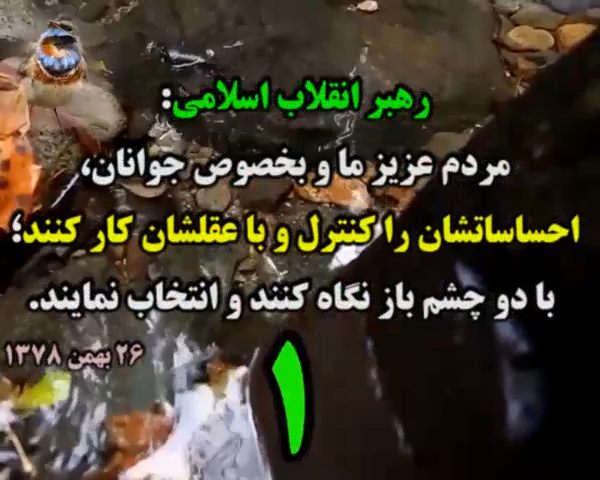 رهبر انقلاب اسلامی:
مردم عزیز ما و بخصوص جوانان،
احساساتشان را کنترل و با عقلشان کار کنند؛
با دو چشم باز نگاه کنند و انتخاب نمایند.
۲۶ بهمن ۱۳۷۸
۱